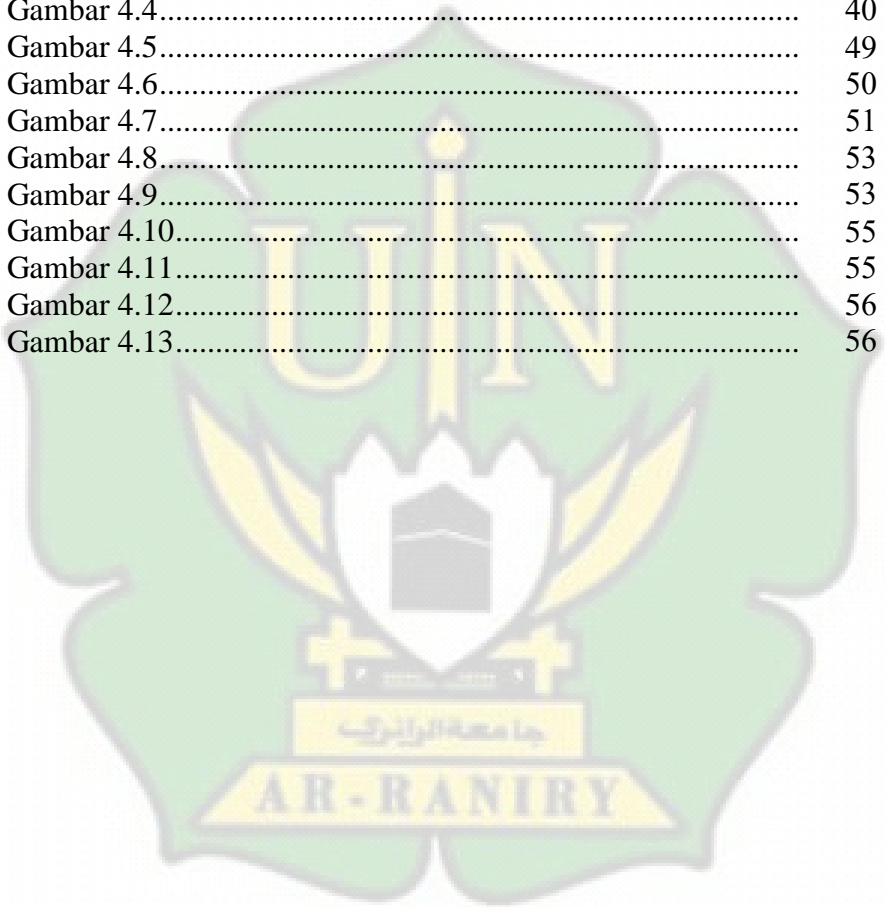 Gambar 4.4............................................................................... 40
Gambar 4.5............................................................................... 49
Gambar 4.6............................................................................... 50
Gambar 4.7............................................................................... 51
Gambar 4.8............................................................................... 53
Gambar 4.9............................................................................... 53
Gambar 4.10............................................................................. 55
Gambar 4.11............................................................................. 55
Gambar 4.12............................................................................. 56
Gambar 4.13............................................................................. 56
UIN
جامعة الرانري
AR-RANIRY